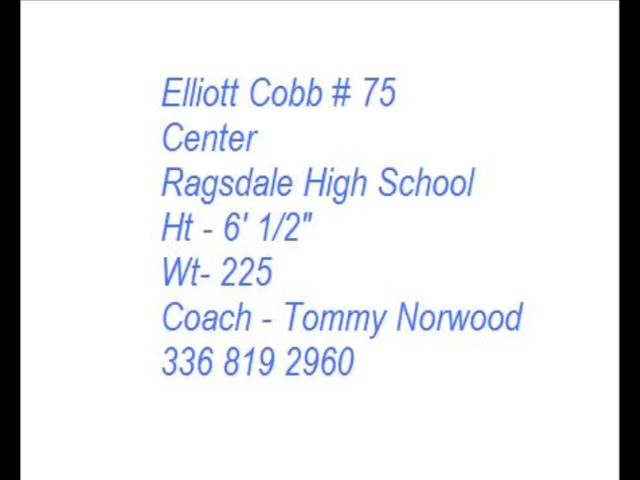 Elliott Cobb # 75
Center
Ragsdale High School
Ht - 6' 1/2"
Wt- 225
Coach - Tommy Norwood
336 819 2960